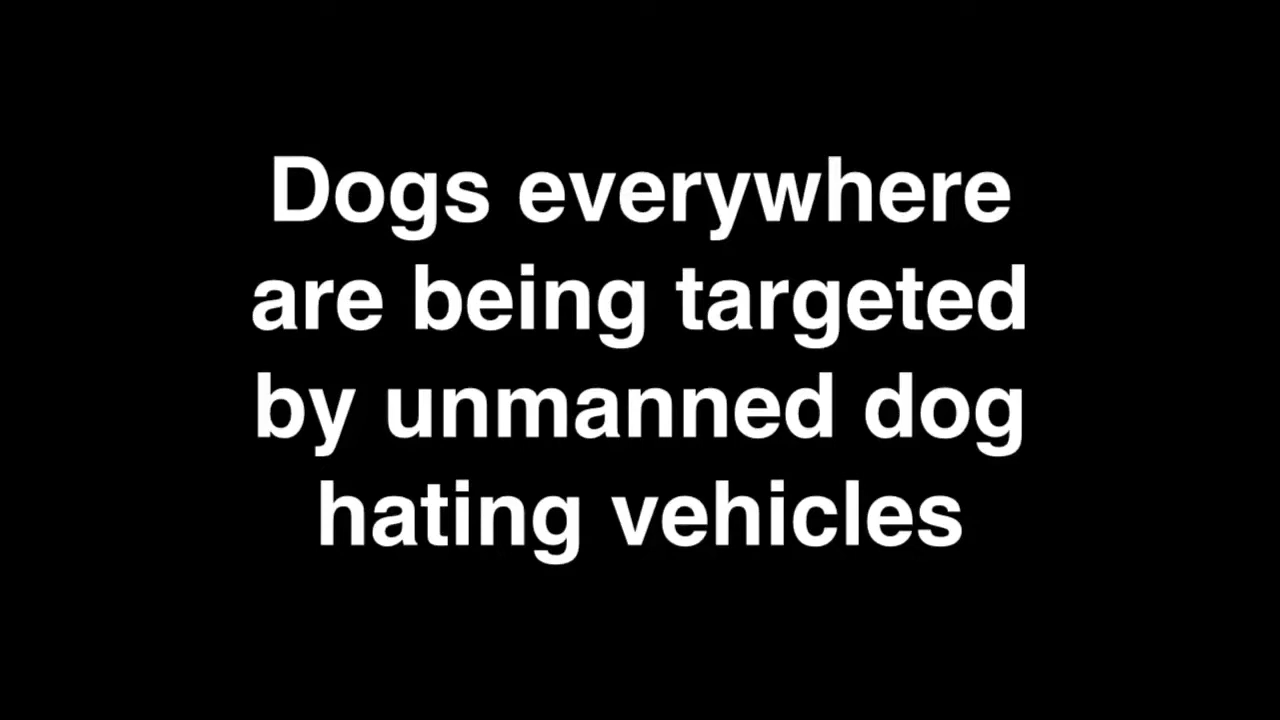 Dogs everywhere
are being targeted
by unmanned dog
hating vehicles